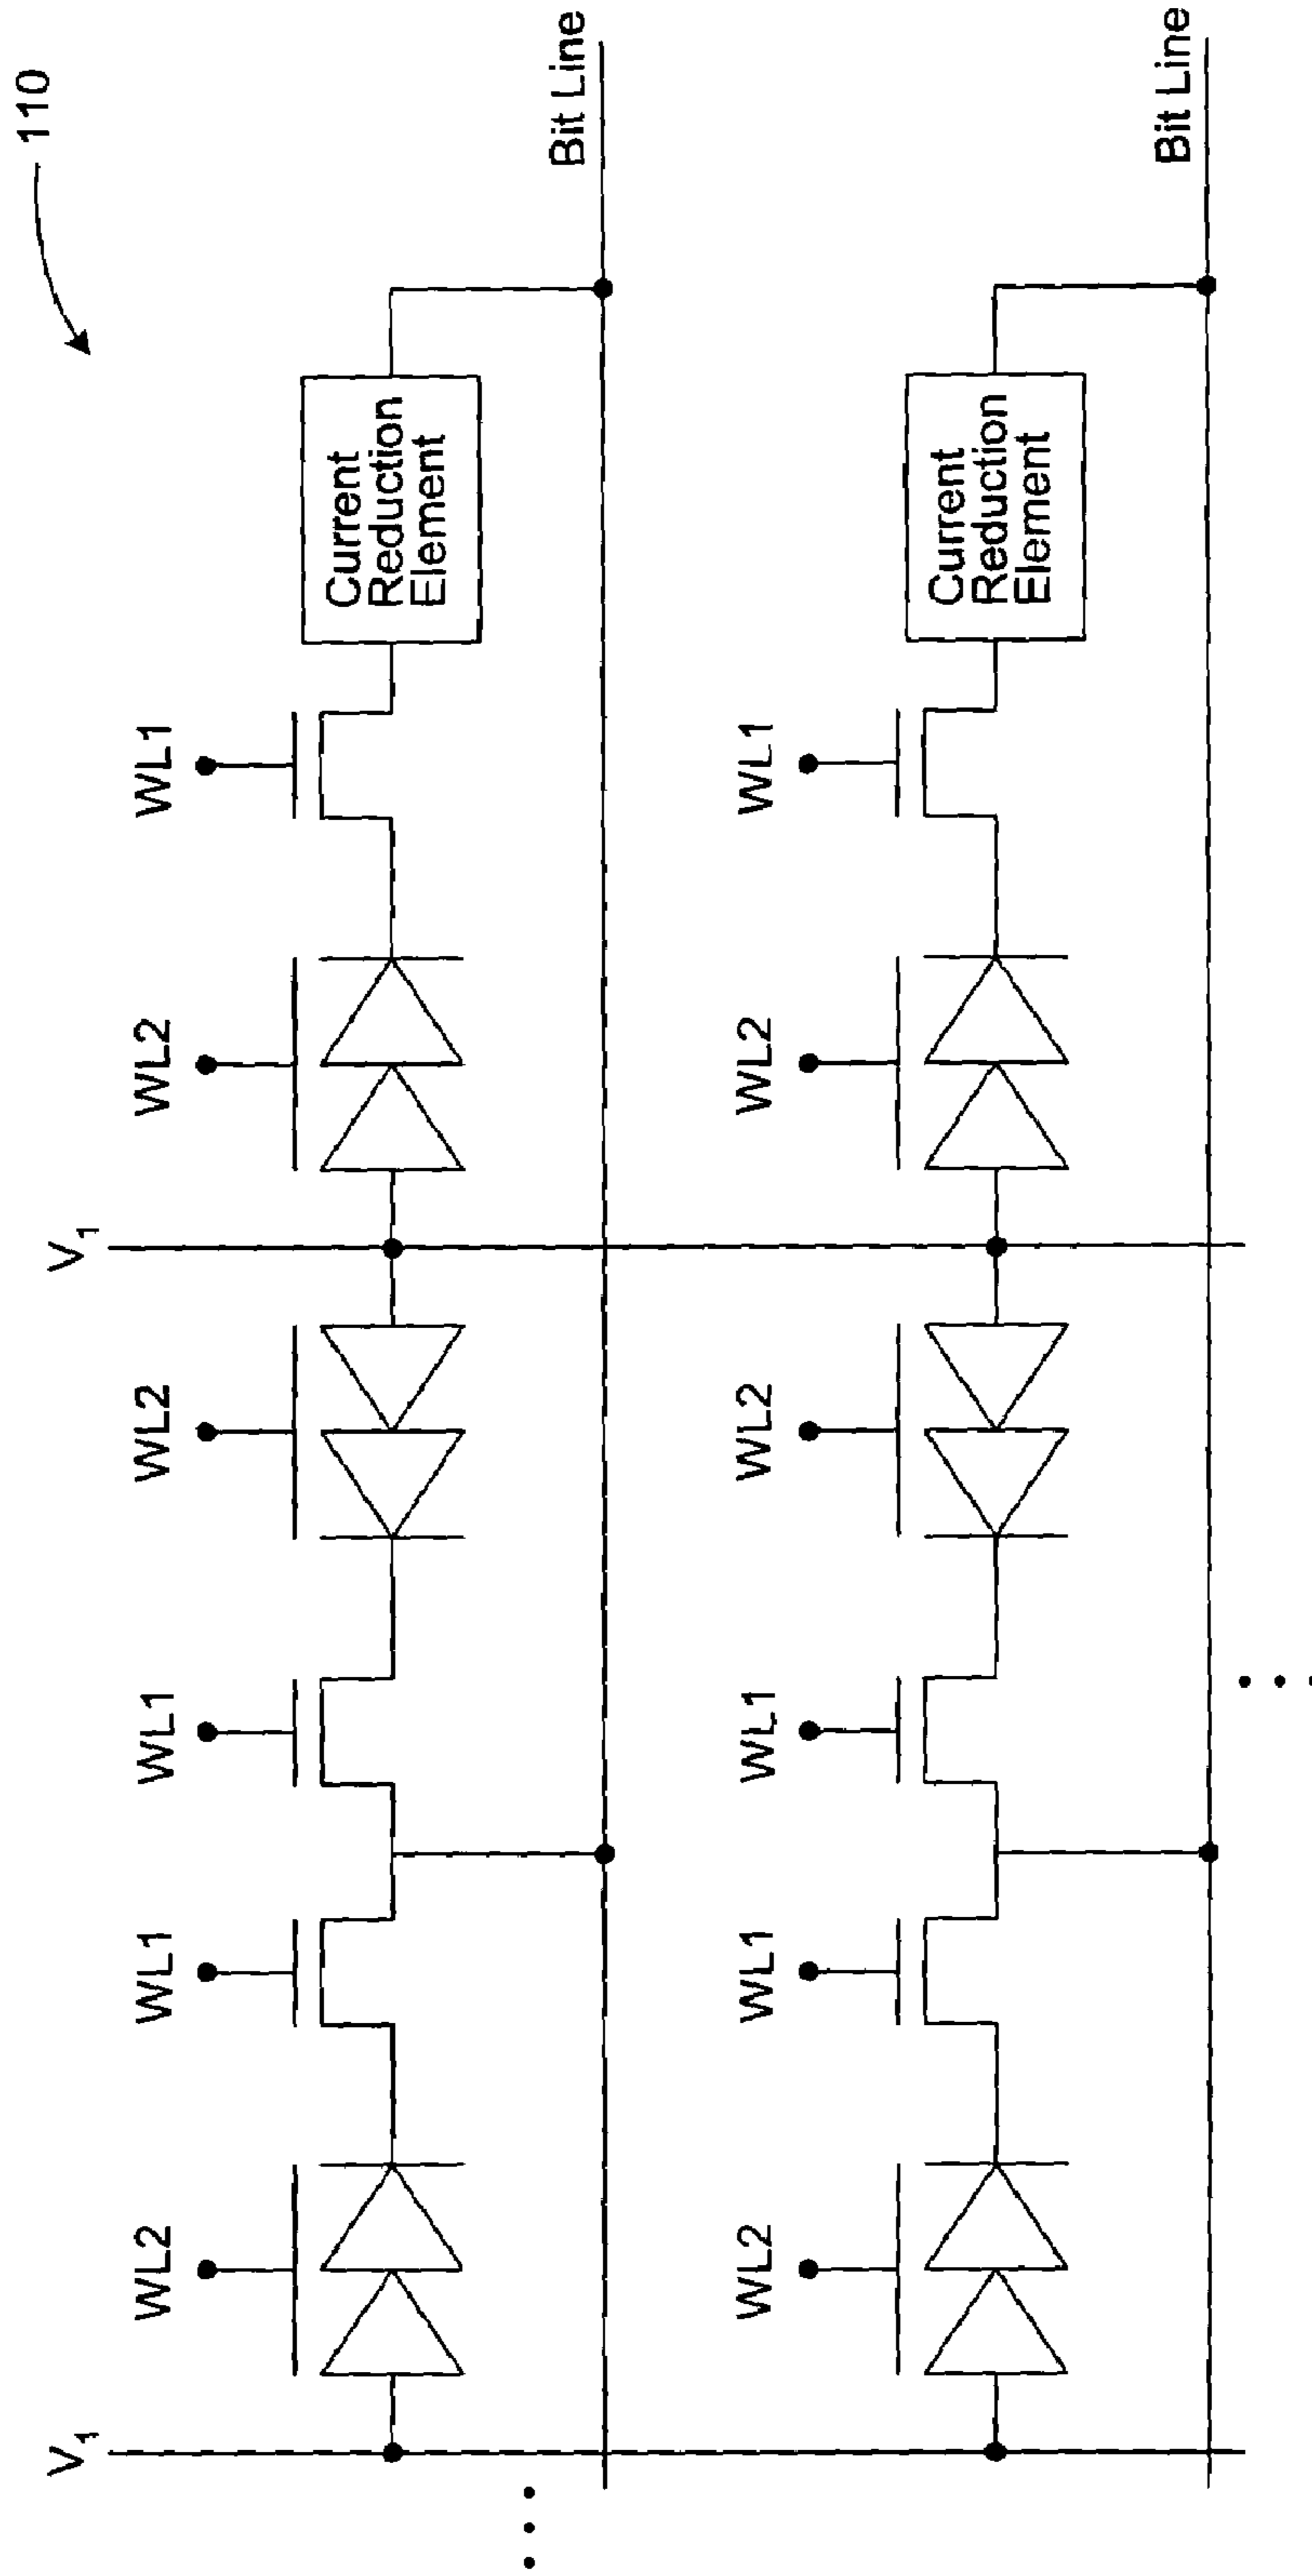 110
V1
V1
WL2
WL1
WL1
WL2
WL2
WL1
Current
Reduction
Element
Bit Line
WL2
WL1
WL1
WL2
WL2
WL1
Current
Reduction
Element
Bit Line